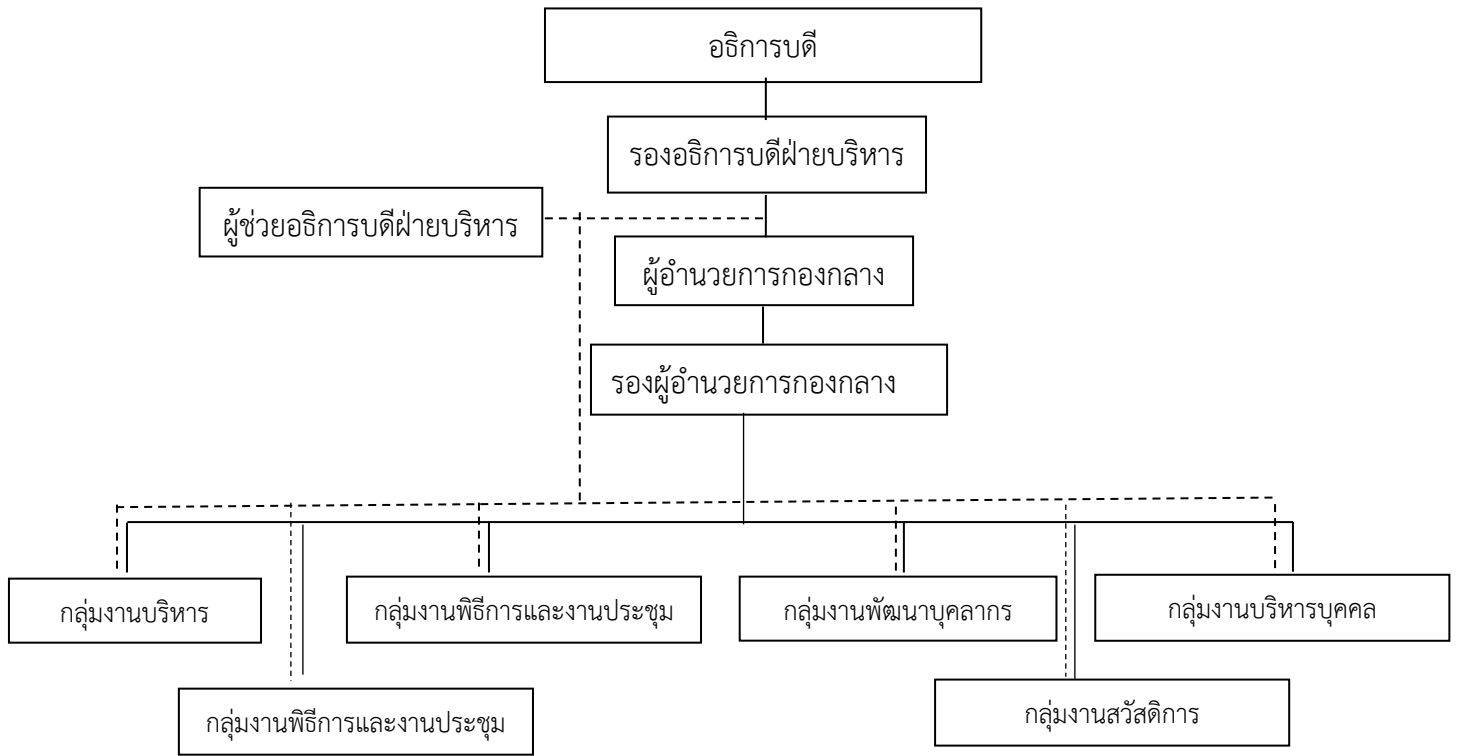 อธิการบดี
รองอธิการบดีฝ่ายบริหาร
ผู้ช่วยอธิการบดีฝ่ายบริหาร
ผู้อำนวยการกองกลาง
รองผู้อำนวยการกองกลาง
กลุ่มงานบริหาร
กลุ่มงานพิธีการและงานประชุม
กลุ่มงานพัฒนาบุคลากร
กลุ่มงานบริหารบุคคล
กลุ่มงานพิธีการและงานประชุม
กลุ่มงานสวัสดิการ